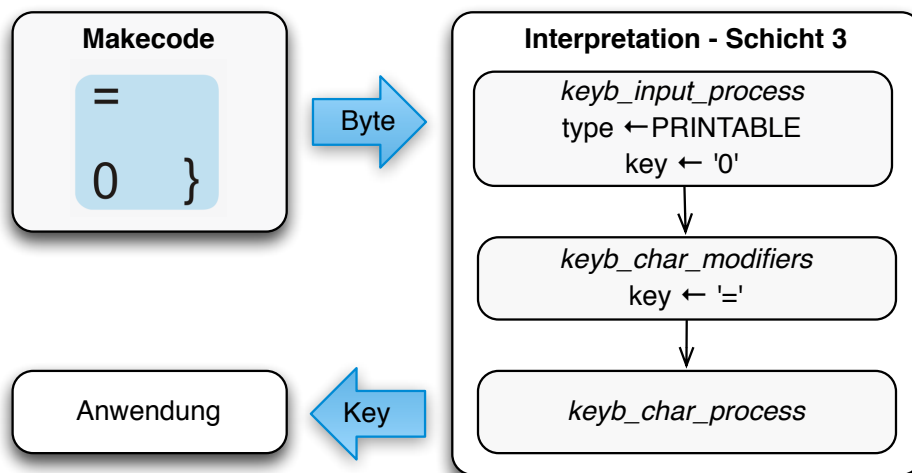 Makecode
=
0 }
Byte
Interpretation - Schicht 3
keyb_input_process
type ←PRINTABLE
key ← '0'
keyb_char_modifiers
key ← '='
keyb_char_process
Key
Anwendung